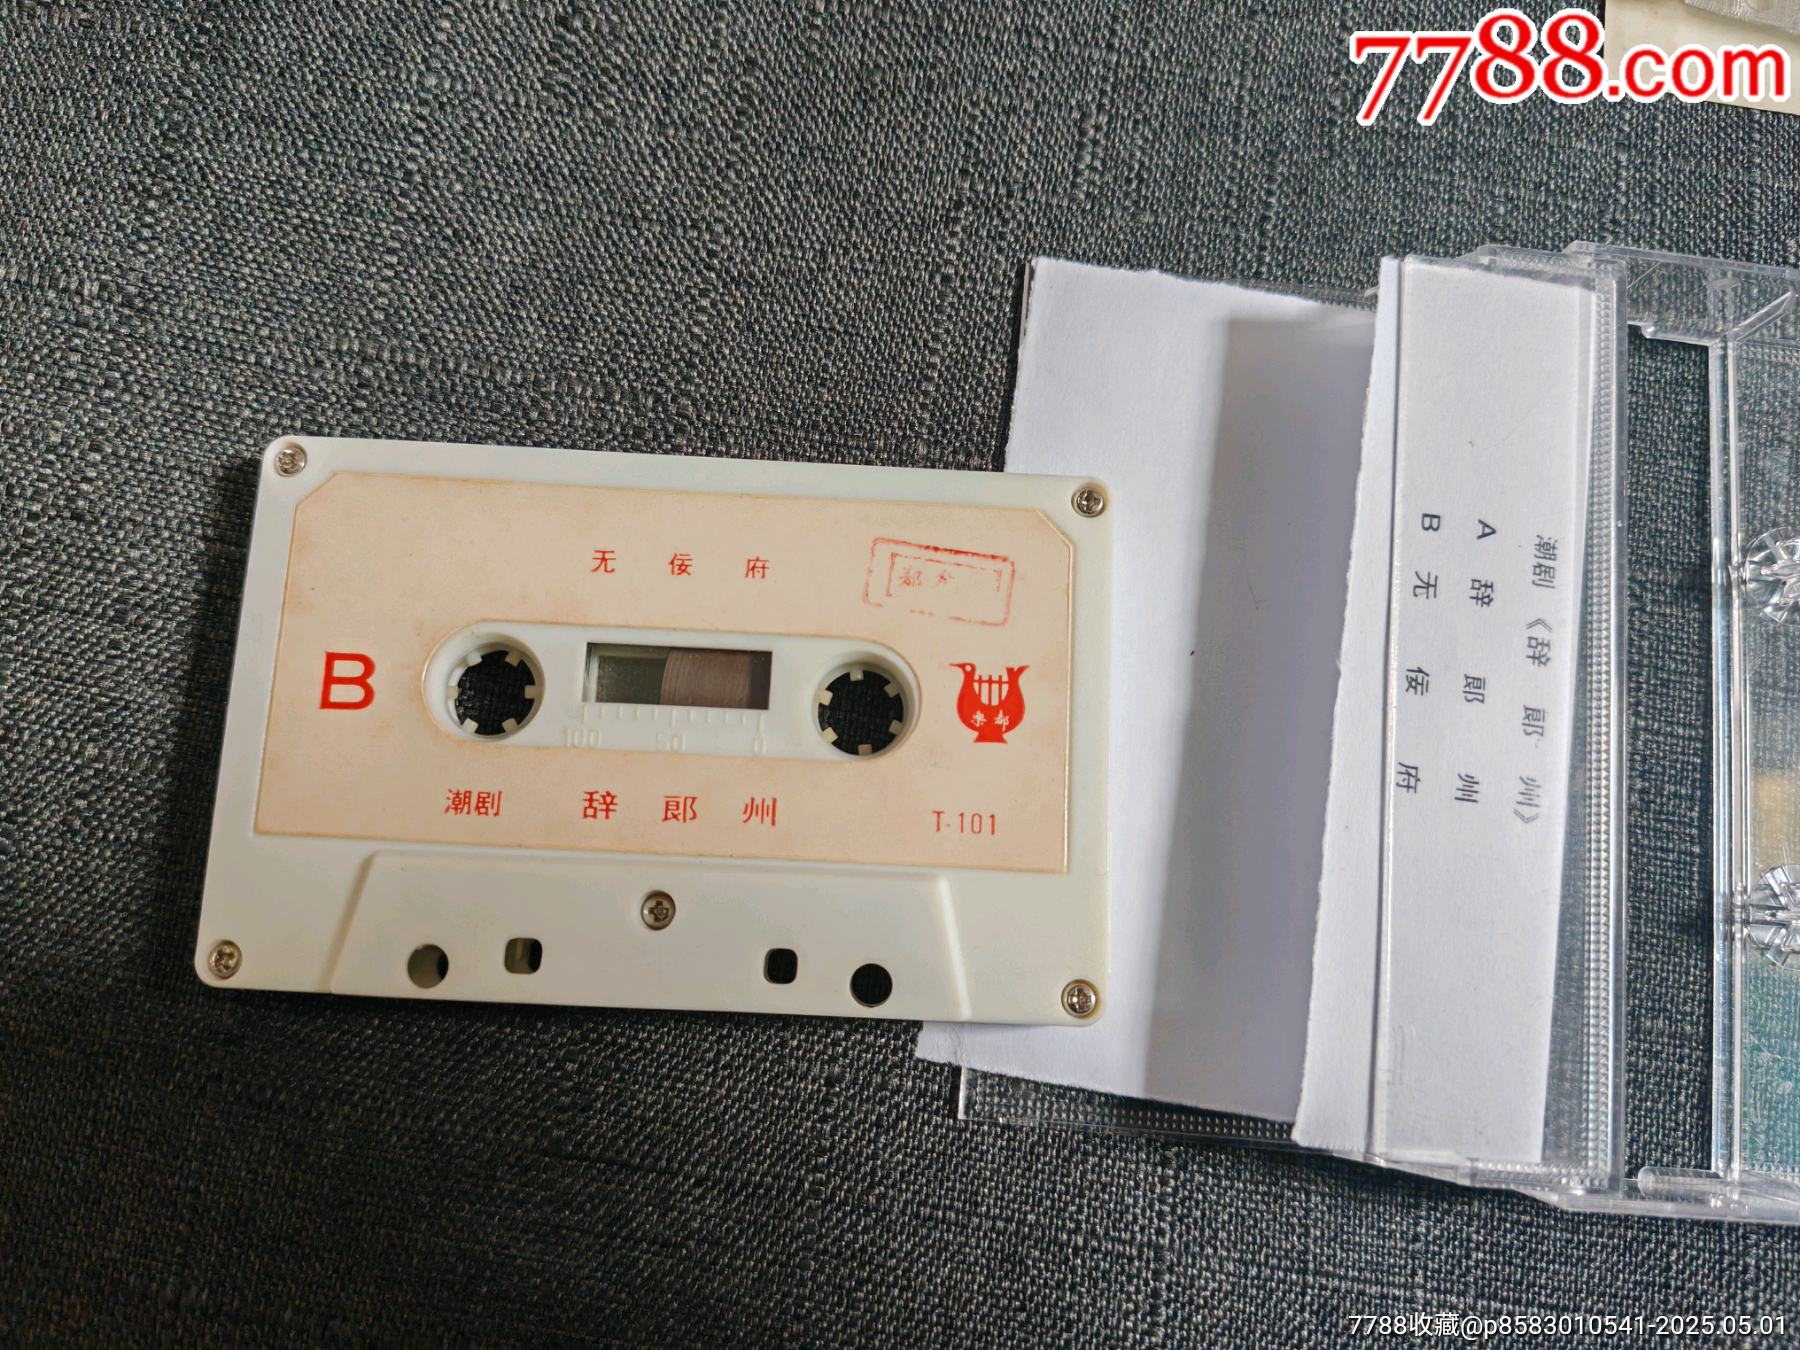 7788.com
无 佞 府
B
100 50 0
潮剧 辞 郎 州
T-101
潮剧《辞 郎 州》
A 辞 郎 州
B 无 佞 府
7788收藏@p8583010541-2025.05.01